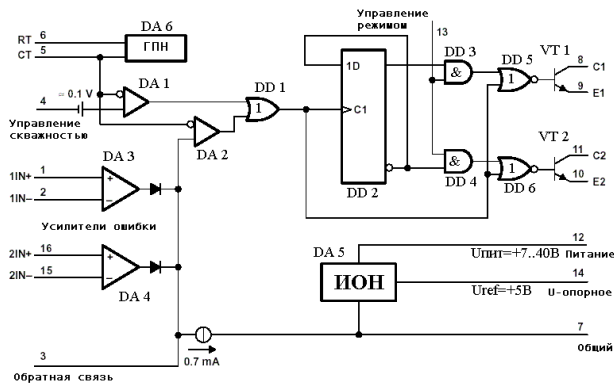 Управление
режимом
13
DA 6
RT 6
CT 5
ГПН
DA 1
= 0.1 V
4
Управление
скважностью
DD 1
1
DA 2
1D
C1
DD 2
DD 3
&
DD 5
1
VT 1
8 C1
9 E1
VT 2
11 C2
10 E2
&
DD 4
1
DD 6
DA 3
1IN+ 1
1IN– 2
+
–
Усилители ошибки
2IN+ 16
2IN– 15
+
–
DA 4
DA 5
ИОН
12
Uпит=+7..40В Питание
14
Uref=+5В U-опорное
7
Общий
0.7 mA
3
Обратная связь